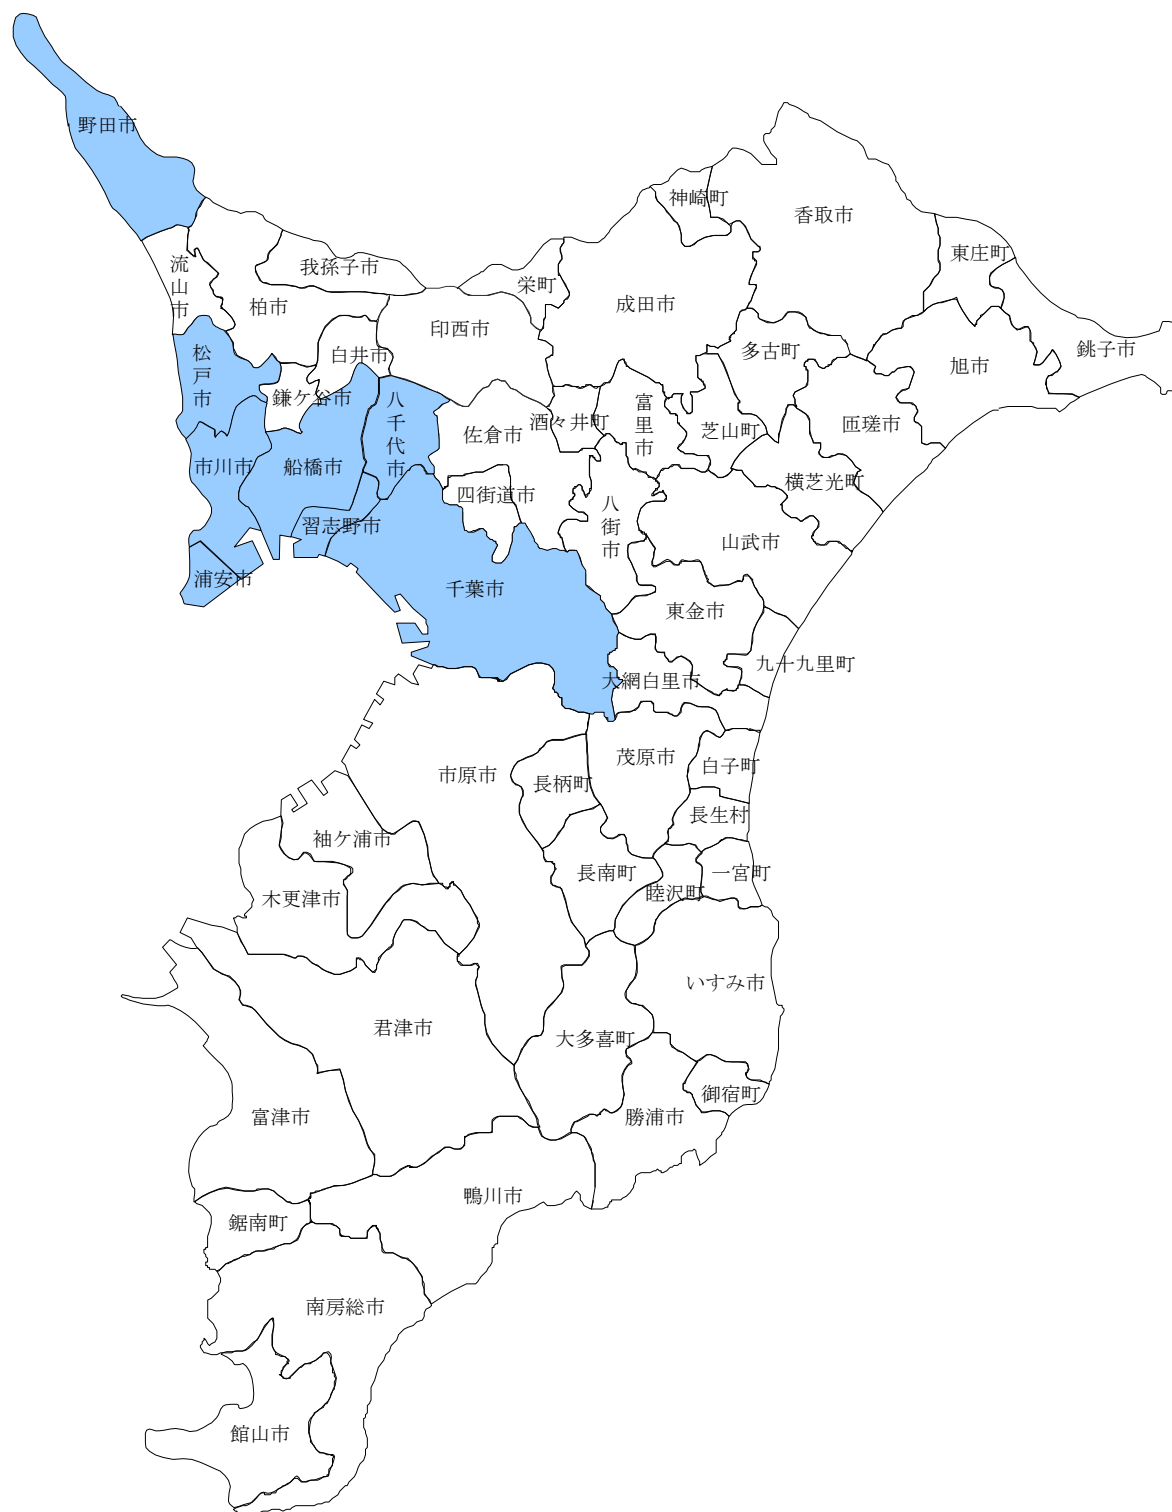 野田市
神崎町
香取市
東庄町
流山市
我孫子市
栄町
成田市
柏市
印西市
銚子市
白井市
多古町
旭市
松戸市
鎌ケ谷市
八千代市
佐倉市
酒々井町
富里市
芝山町
匝瑳市
市川市
船橋市
四街道市
横芝光町
習志野市
八街市
山武市
浦安市
千葉市
東金市
九十九里町
大網白里市
市原市
長柄町
茂原市
白子町
長生村
袖ケ浦市
長南町
一宮町
木更津市
睦沢町
いすみ市
君津市
大多喜町
御宿町
富津市
勝浦市
鴨川市
鋸南町
南房総市
館山市